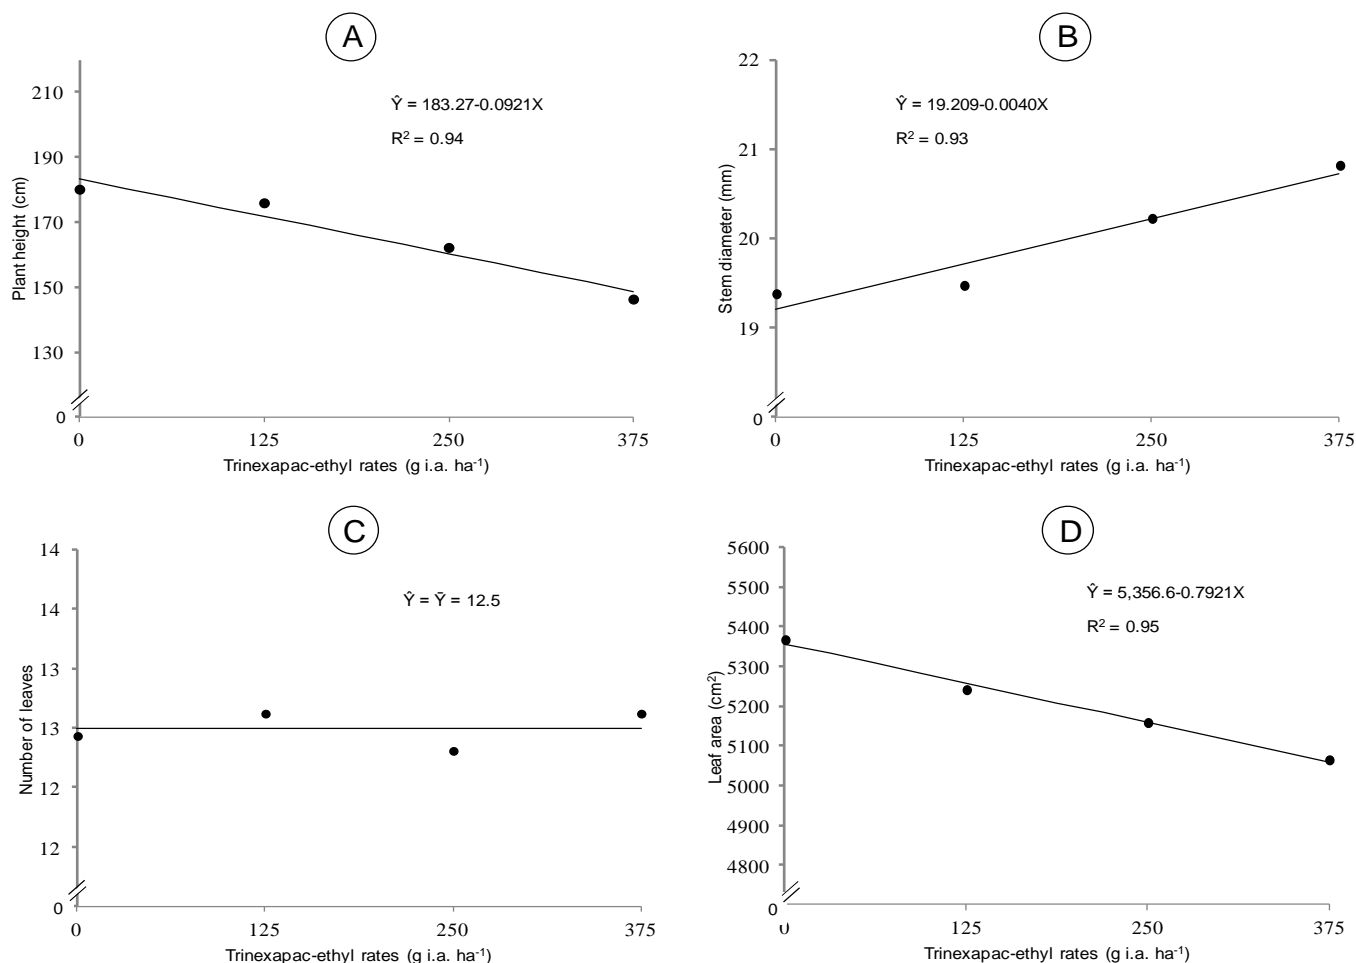 A
210
190
170
150
130
0
Plant height (cm)
Ŷ = 183.27-0.0921X
R² = 0.94
0 125 250 375
Trinexapac-ethyl rates (g i.a. ha⁻¹)
B
22
21
20
19
0
Stem diameter (mm)
Ŷ = 19.209-0.0040X
R² = 0.93
0 125 250 375
Trinexapac-ethyl rates (g i.a. ha⁻¹)
C
14
14
13
13
12
12
0
Number of leaves
Ŷ = Ȳ = 12.5
0 125 250 375
Trinexapac-ethyl rates (g i.a. ha⁻¹)
D
5600
5500
5400
5300
5200
5100
5000
4900
4800
0
Leaf area (cm²)
Ŷ = 5,356.6-0.7921X
R² = 0.95
0 125 250 375
Trinexapac-ethyl rates (g i.a. ha⁻¹)